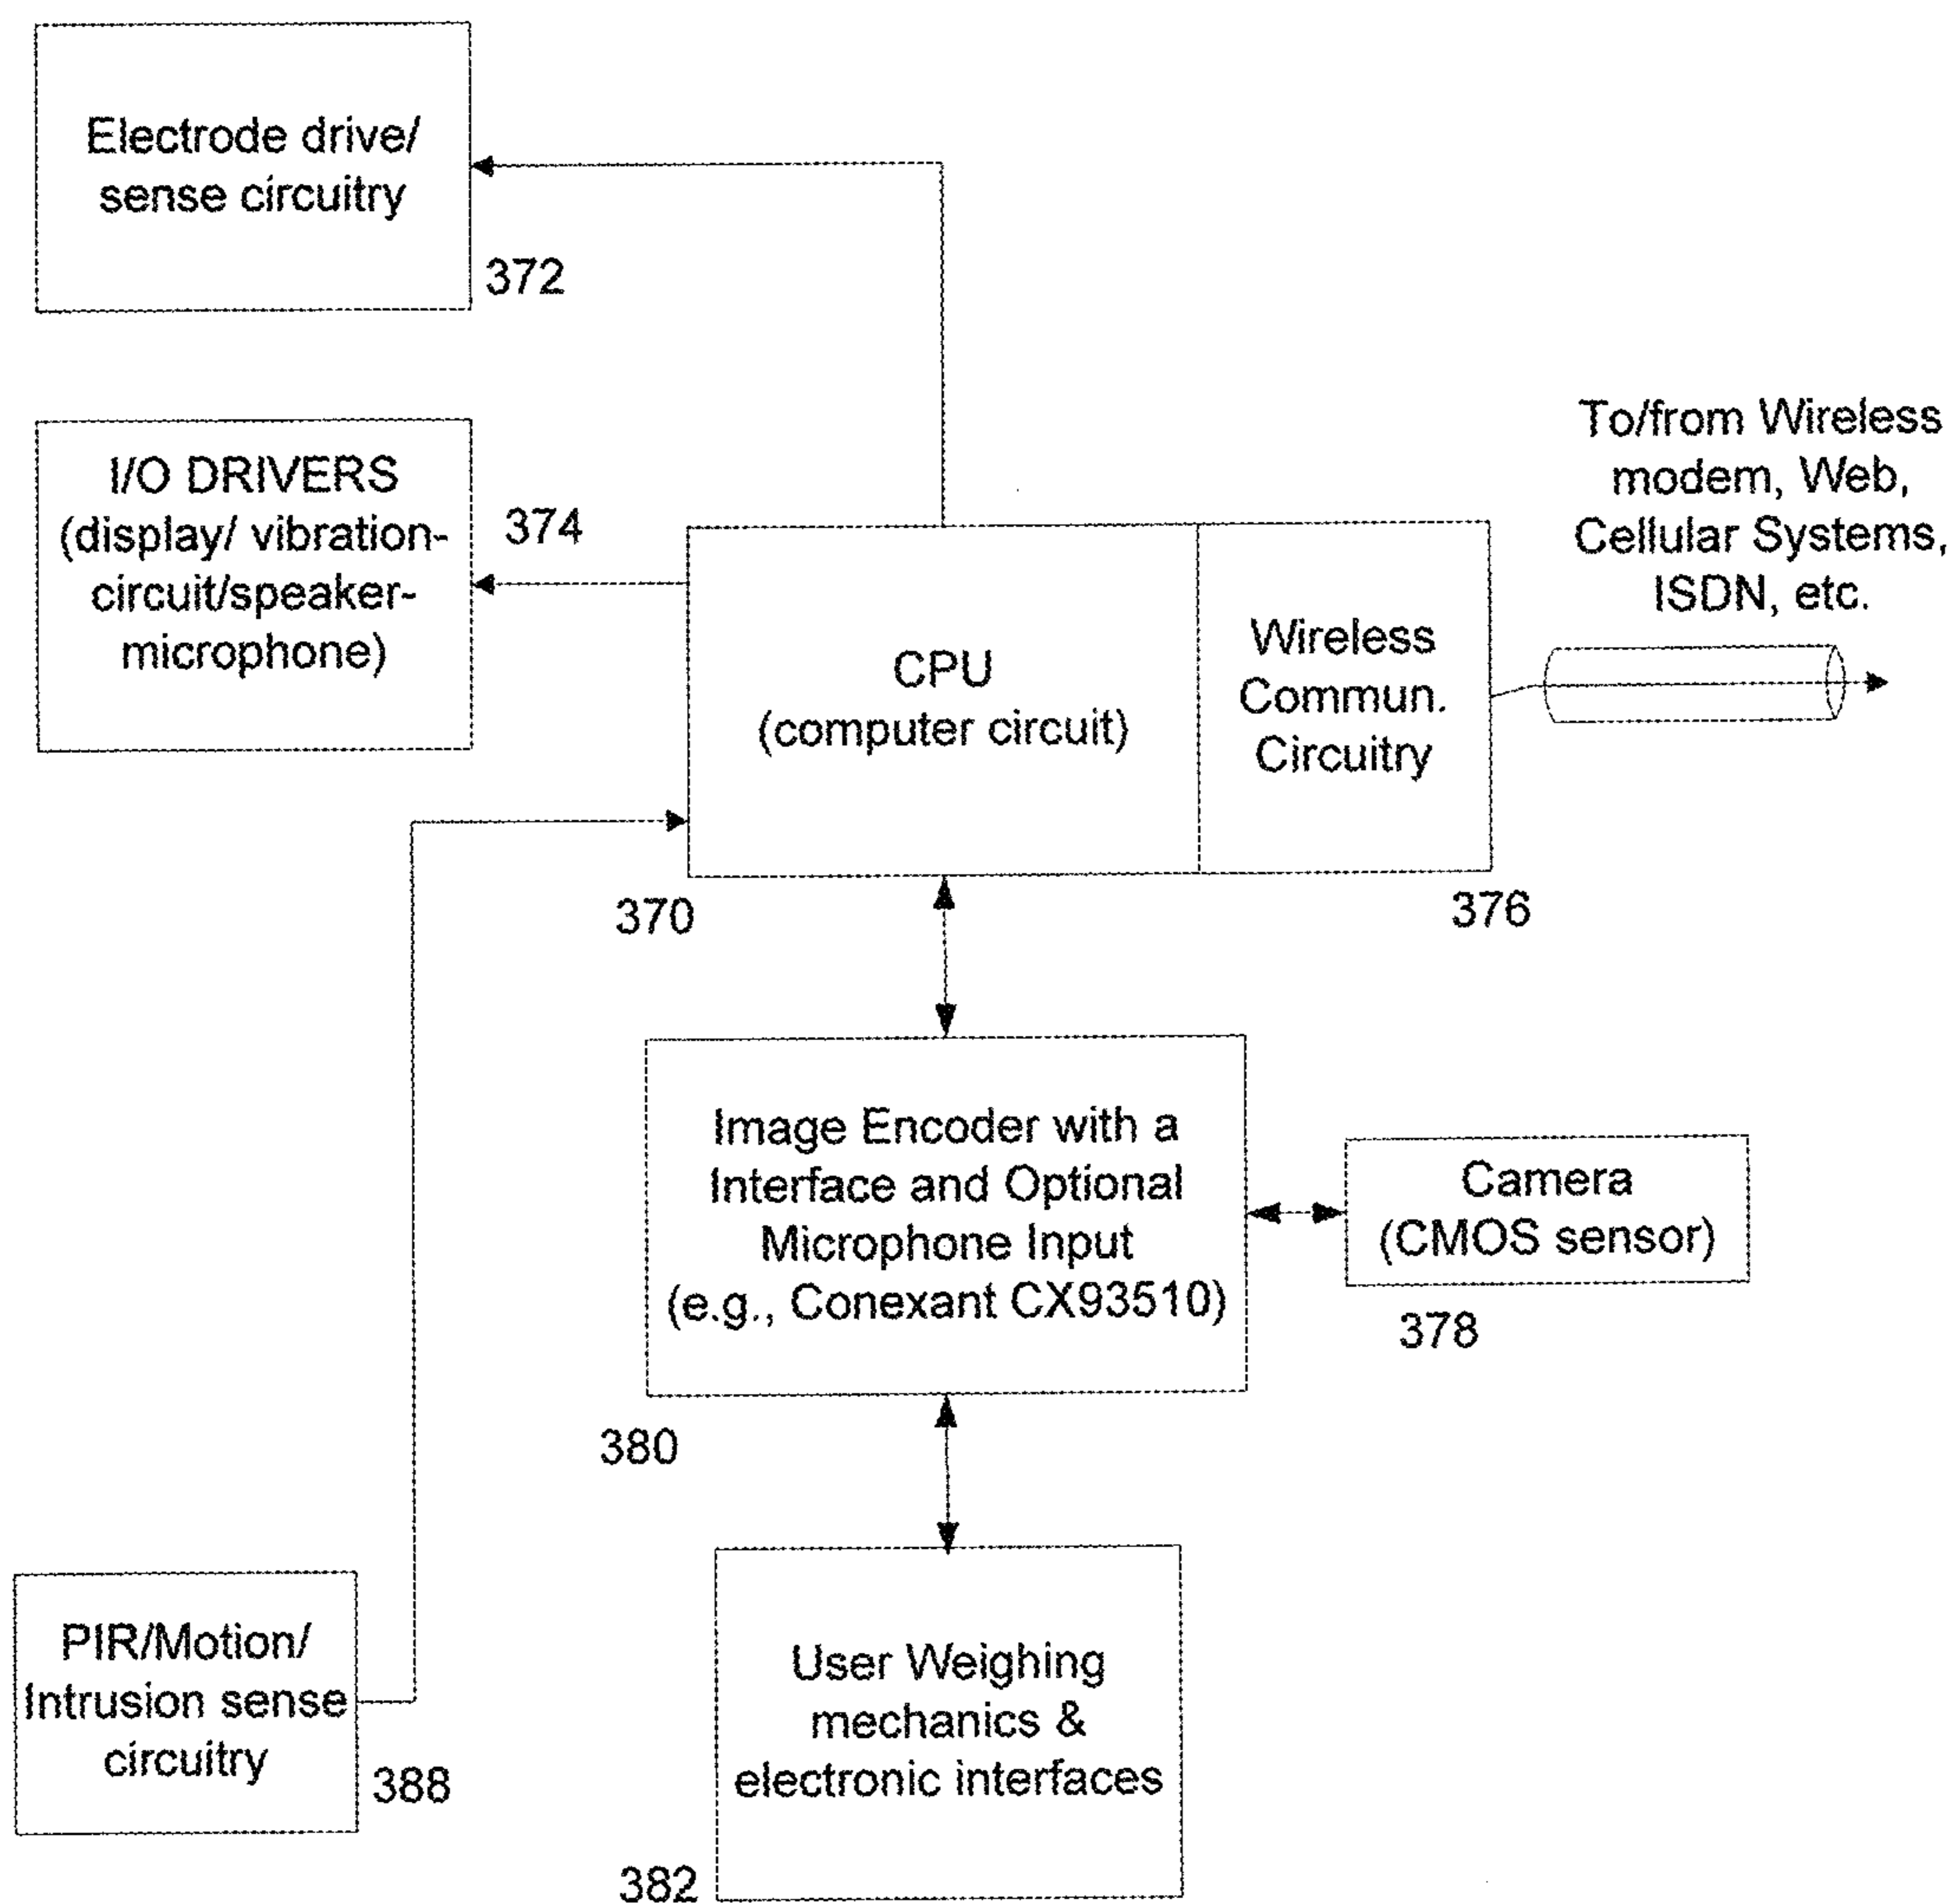 Electrode drive/
sense circuitry
372
I/O DRIVERS
(display/ vibration-
circuit/speaker-
microphone)
374
To/from Wireless
modem, Web,
Cellular Systems,
ISDN, etc.
CPU
(computer circuit)
Wireless
Commun.
Circuitry
370
376
Image Encoder with a
Interface and Optional
Microphone Input
(e.g., Conexant CX93510)
Camera
(CMOS sensor)
378
380
PIR/Motion/
Intrusion sense
circuitry
388
User Weighing
mechanics &
electronic interfaces
382